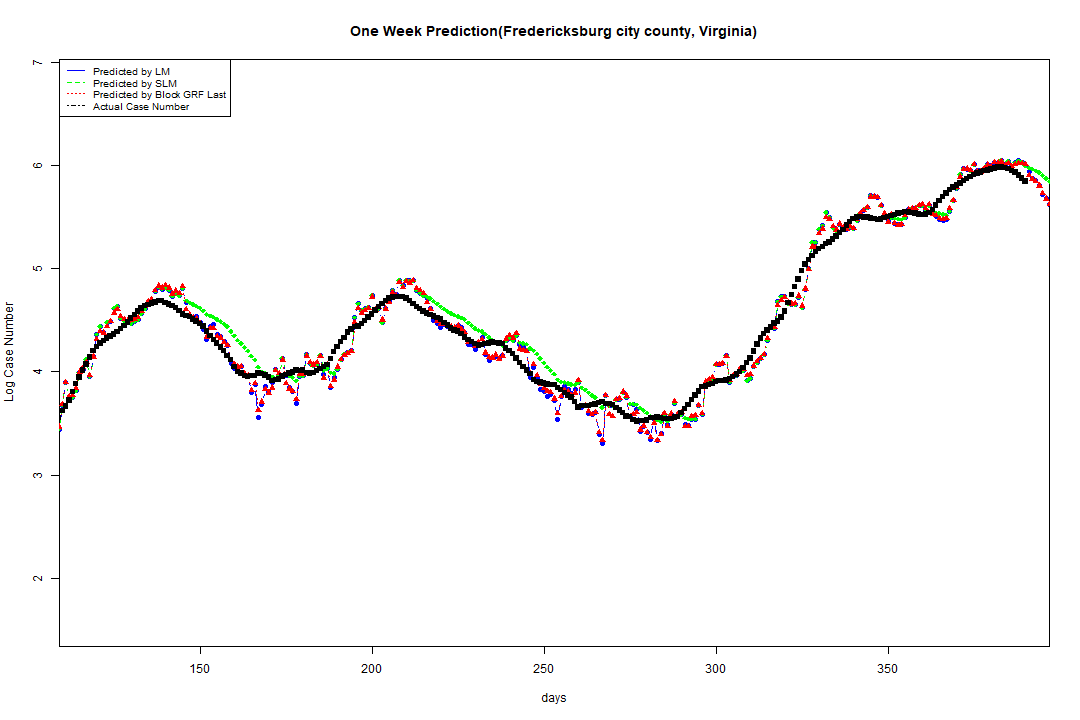 One Week Prediction(Fredericksburg city county, Virginia)
Predicted by LM
Predicted by SLM
Predicted by Block GRF Last
Actual Case Number
7
6
5
4
3
2
Log Case Number
150 200 250 300 350
days